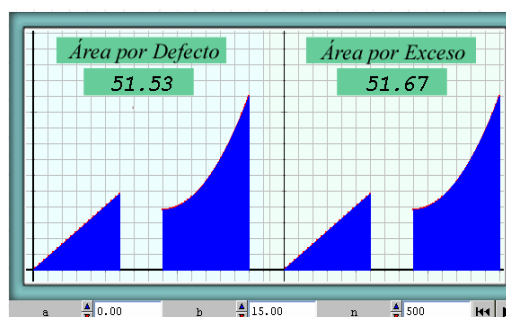 Área por Defecto
Área por Exceso
51.53
51.67
a 0.00 b 15.00 n 500